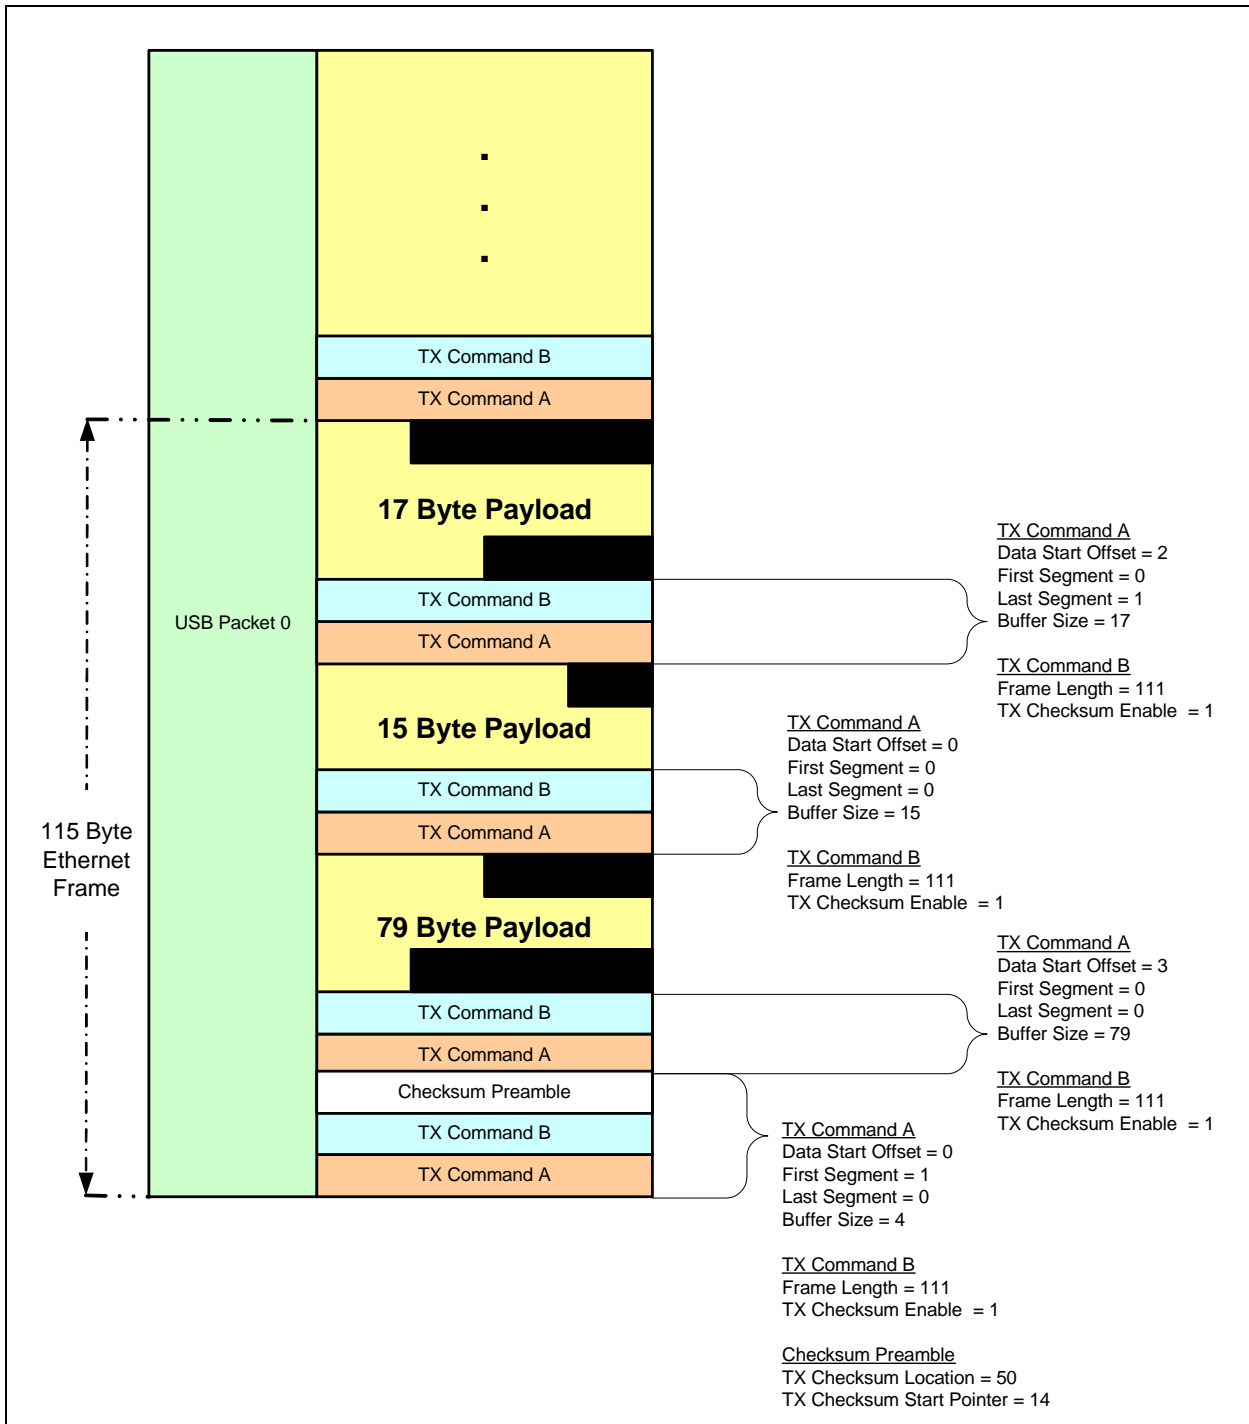 TX Command B
TX Command A
17 Byte Payload
TX Command B
TX Command A
15 Byte Payload
TX Command B
TX Command A
79 Byte Payload
TX Command B
TX Command A
Checksum Preamble
TX Command B
TX Command A
USB Packet 0
115 Byte
Ethernet
Frame
TX Command A
Data Start Offset = 2
First Segment = 0
Last Segment = 1
Buffer Size = 17
TX Command B
Frame Length = 111
TX Checksum Enable = 1
TX Command A
Data Start Offset = 0
First Segment = 0
Last Segment = 0
Buffer Size = 15
TX Command B
Frame Length = 111
TX Checksum Enable = 1
TX Command A
Data Start Offset = 3
First Segment = 0
Last Segment = 0
Buffer Size = 79
TX Command B
Frame Length = 111
TX Checksum Enable = 1
TX Command A
Data Start Offset = 0
First Segment = 1
Last Segment = 0
Buffer Size = 4
TX Command B
Frame Length = 111
TX Checksum Enable = 1
Checksum Preamble
TX Checksum Location = 50
TX Checksum Start Pointer = 14